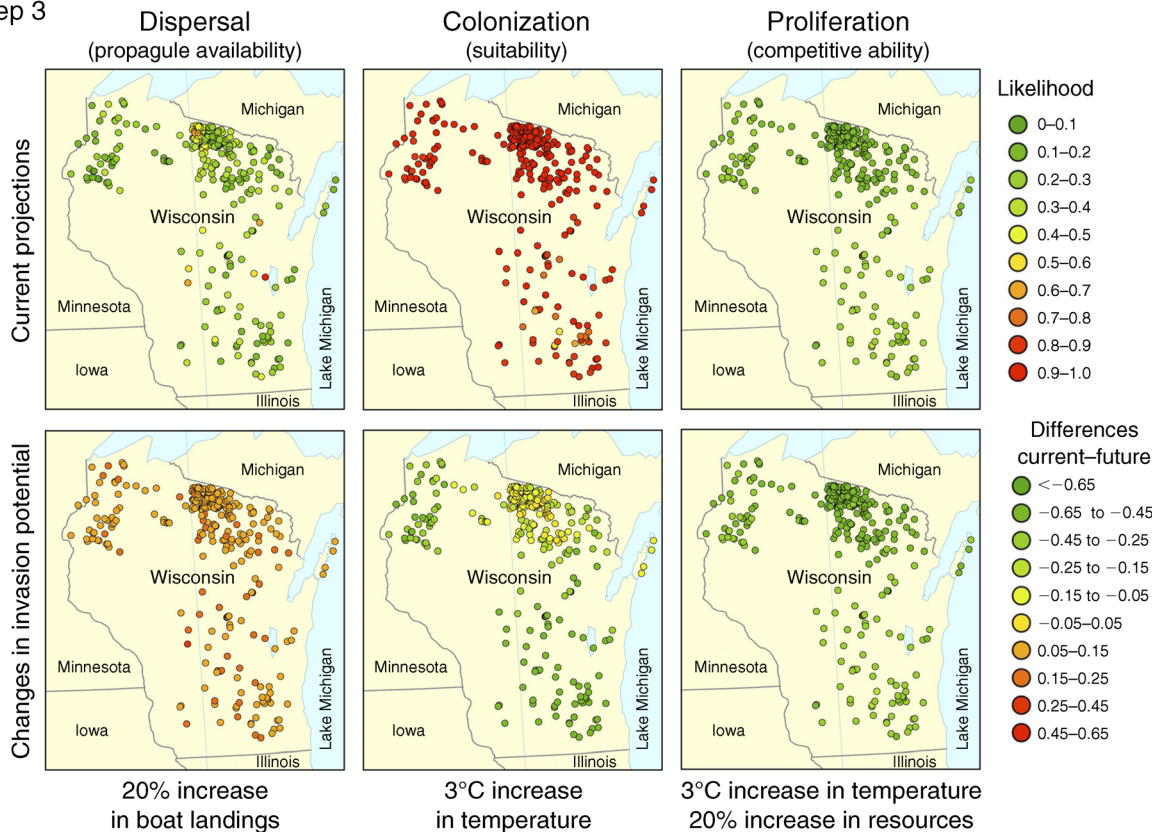 ep 3
Dispersal
(propagule availability)
Colonization
(suitability)
Proliferation
(competitive ability)
Current projections
Michigan
Wisconsin
Minnesota
Iowa
Illinois
Lake Michigan
Michigan
Wisconsin
Minnesota
Iowa
Illinois
Lake Michigan
Michigan
Wisconsin
Minnesota
Iowa
Illinois
Lake Michigan
Likelihood
0–0.1
0.1–0.2
0.2–0.3
0.3–0.4
0.4–0.5
0.5–0.6
0.6–0.7
0.7–0.8
0.8–0.9
0.9–1.0
Changes in invasion potential
Michigan
Wisconsin
Minnesota
Iowa
Illinois
Lake Michigan
Michigan
Wisconsin
Minnesota
Iowa
Illinois
Lake Michigan
Michigan
Wisconsin
Minnesota
Iowa
Illinois
Lake Michigan
Differences
current–future
<−0.65
−0.65 to −0.45
−0.45 to −0.25
−0.25 to −0.15
−0.15 to −0.05
−0.05–0.05
0.05–0.15
0.15–0.25
0.25–0.45
0.45–0.65
20% increase
in boat landings
3°C increase
in temperature
3°C increase in temperature
20% increase in resources